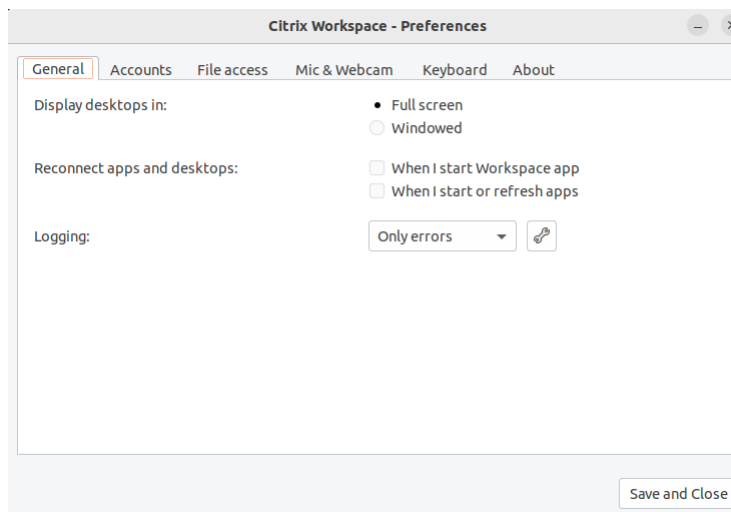 Citrix Workspace - Preferences
General Accounts File access Mic & Webcam Keyboard About
Display desktops in: Full screen
Windowed
Reconnect apps and desktops: When I start Workspace app
When I start or refresh apps
Logging: Only errors
Save and Close